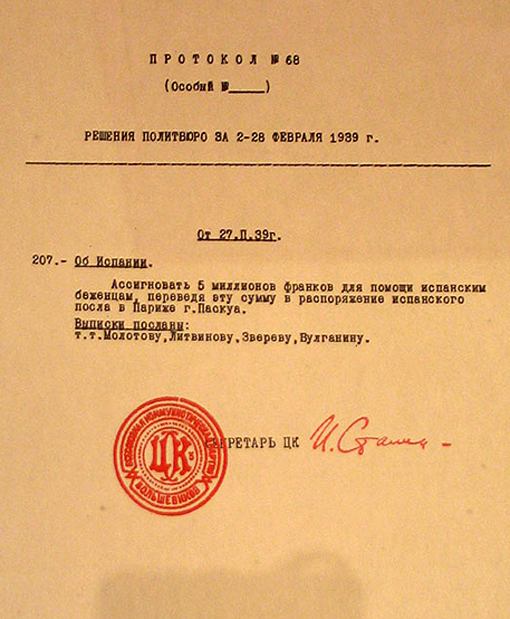 ПРОТОКОЛ № 68
(Особый №_____)
РЕШЕНИЯ ПОЛИТБЮРО ЗА 2-28 ФЕВРАЛЯ 1939 г.
От 27.П.39г.
207.- Об Испании.
Ассигновать 5 миллионов франков для помощи испанским
беженцам, переведя эту сумму в распоряжение испанского
посла в Париже г.Паскуа.
Выписки посланы:
т.т.Молотову,Литвинову,Звереву,Булганину.
СЕКРЕТАРЬ ЦК И. Сталин
КОММУНИСТИЧЕСКАЯ
ЦК
БОЛЬШЕВИКОВ